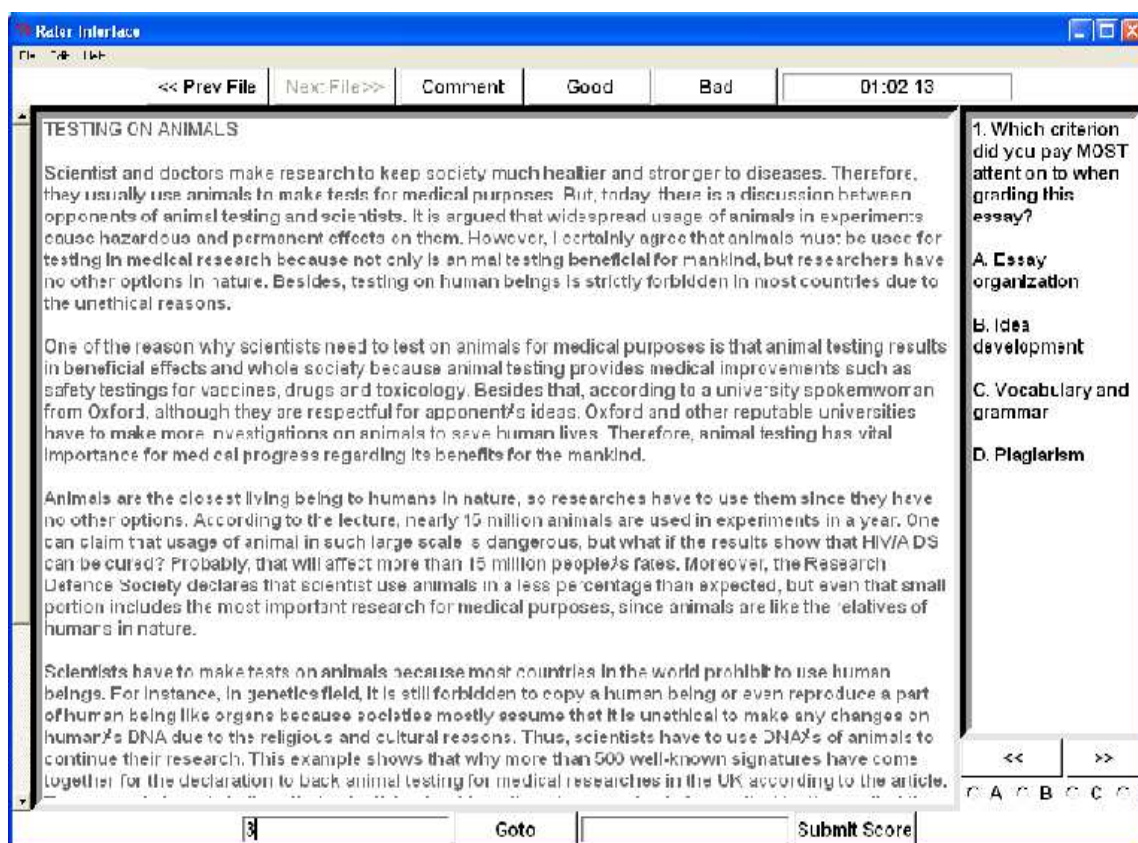 Rater Interface
File Edit Help
<< Prev File
Next File>>
Comment
Good
Bad
01:02 13
TESTING ON ANIMALS
Scientist and doctors make research to keep society much healtier and stronger to diseases. Therefore,
they usually use animals to make tests for medical purposes. But, today, there is a discussion between
opponents of animal testing and scientists. It is argued that widespread usage of animals in experiments
cause hazardous and permanent effects on them. However, I certainly agree that animals must be used for
testing in medical research because not only is animal testing beneficial for mankind, but researchers have
no other options in nature. Besides, testing on human beings is strictly forbidden in most countries due to
the unethical reasons.
One of the reason why scientists need to test on animals for medical purposes is that animal testing results
in beneficial effects and whole society because animal testing provides medical improvements such as
safety testings for vaccines, drugs and toxicology. Besides that, according to a university spokemworman
from Oxford, although they are respectful for apponent/'s ideas. Oxford and other reputable universities
have to make more investigations on animals to save human lives. Therefore, animal testing has vital
importance for medical progress regarding its benefits for the mankind.
Animals are the closest living being to humans in nature, so researches have to use them since they have
no other options. According to the lecture, nearly 15 million animals are used in experiments in a year. One
can claim that usage of animal in such large scale is dangerous, but what if the results show that HIV/AIDS
can be cured? Probably, that will affect more than 15 million people/'s fates. Moreover, the Research
Defence Society declares that scientist use animals in a less percentage than expected, but even that small
portion includes the most important research for medical purposes, since animals are like the relatives of
humans in nature.
Scientists have to make tests on animals because most countries in the world prohibit to use human
beings. For instance, in genetics field, it is still forbidden to copy a human being or even reproduce a part
of human being like organs because societies mostly assume that it is unethical to make any changes on
human/'s DNA due to the religious and cultural reasons. Thus, scientists have to use DNA/'s of animals to
continue their research. This example shows that why more than 500 well-known signatures have come
together for the declaration to back animal testing for medical researches in the UK according to the article.
1. Which criterion
did you pay MOST
attention to when
grading this
essay?
A. Essay
organization
B. Idea
development
C. Vocabulary and
grammar
D. Plagiarism
<<
>>
A B C
3
Goto
Submit Score